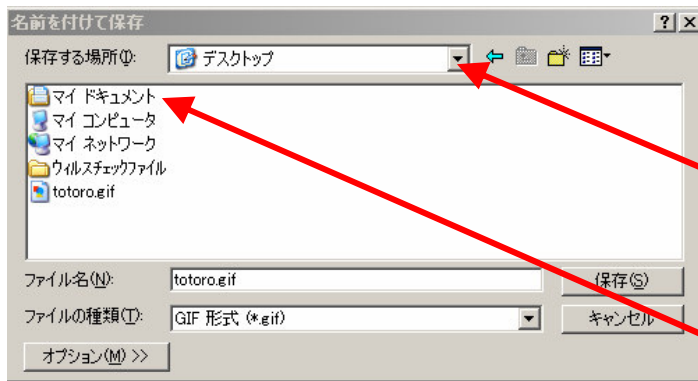 名前を付けて保存
保存する場所(I):
デスクトップ
マイ ドキュメント
マイ コンピュータ
マイ ネットワーク
ウィルスチェックファイル
totoro.gif
ファイル名(N):
totoro.gif
保存(S)
ファイルの種類(T):
GIF 形式 (*.gif)
キャンセル
オプション(M) >>